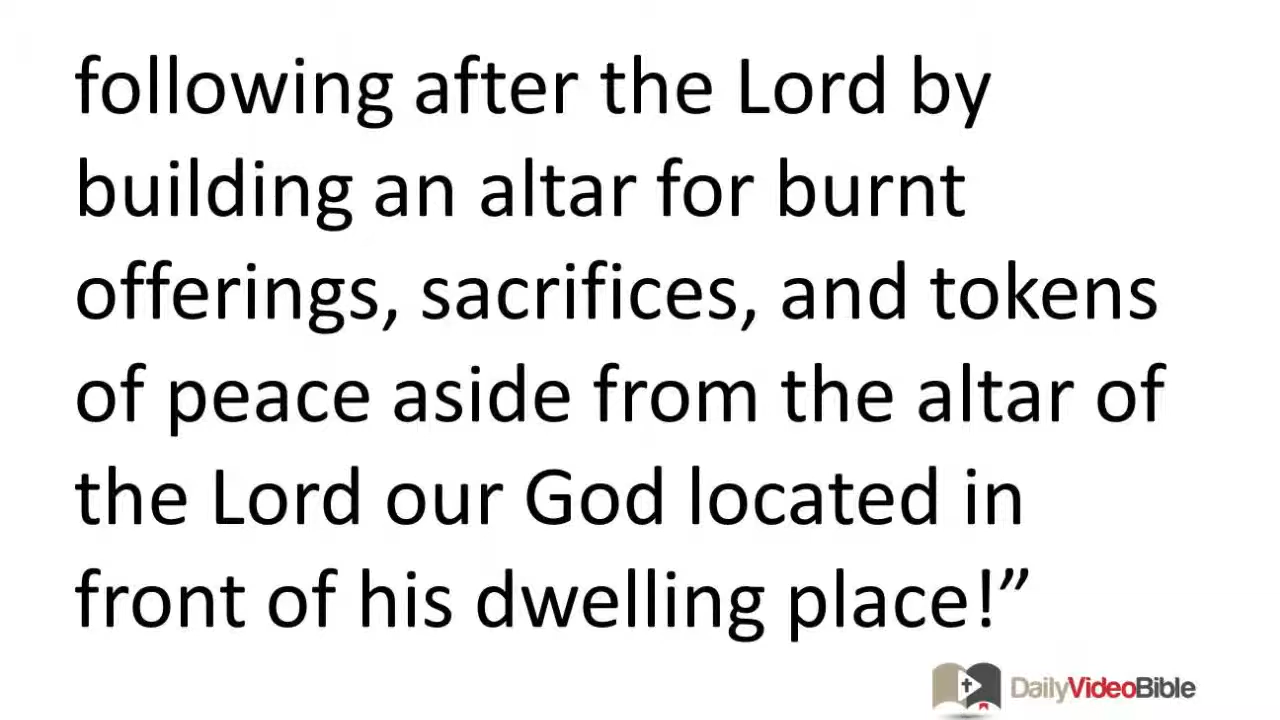 following after the Lord by
building an altar for burnt
offerings, sacrifices, and tokens
of peace aside from the altar of
the Lord our God located in
front of his dwelling place!”
DailyVideoBible